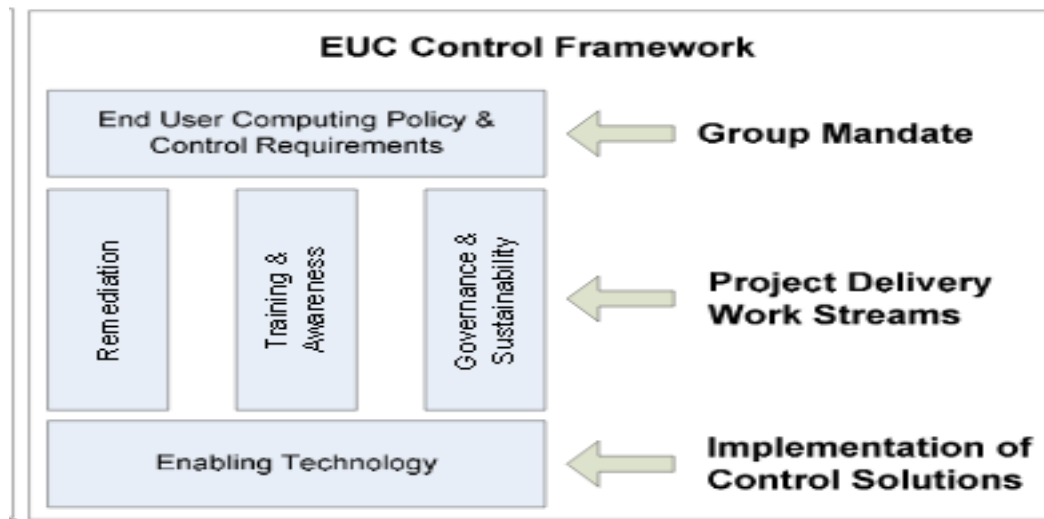 EUC Control Framework
End User Computing Policy &
Control Requirements
Group Mandate
Remediation
Training &
Awareness
Governance &
Sustainability
Project Delivery
Work Streams
Enabling Technology
Implementation of
Control Solutions